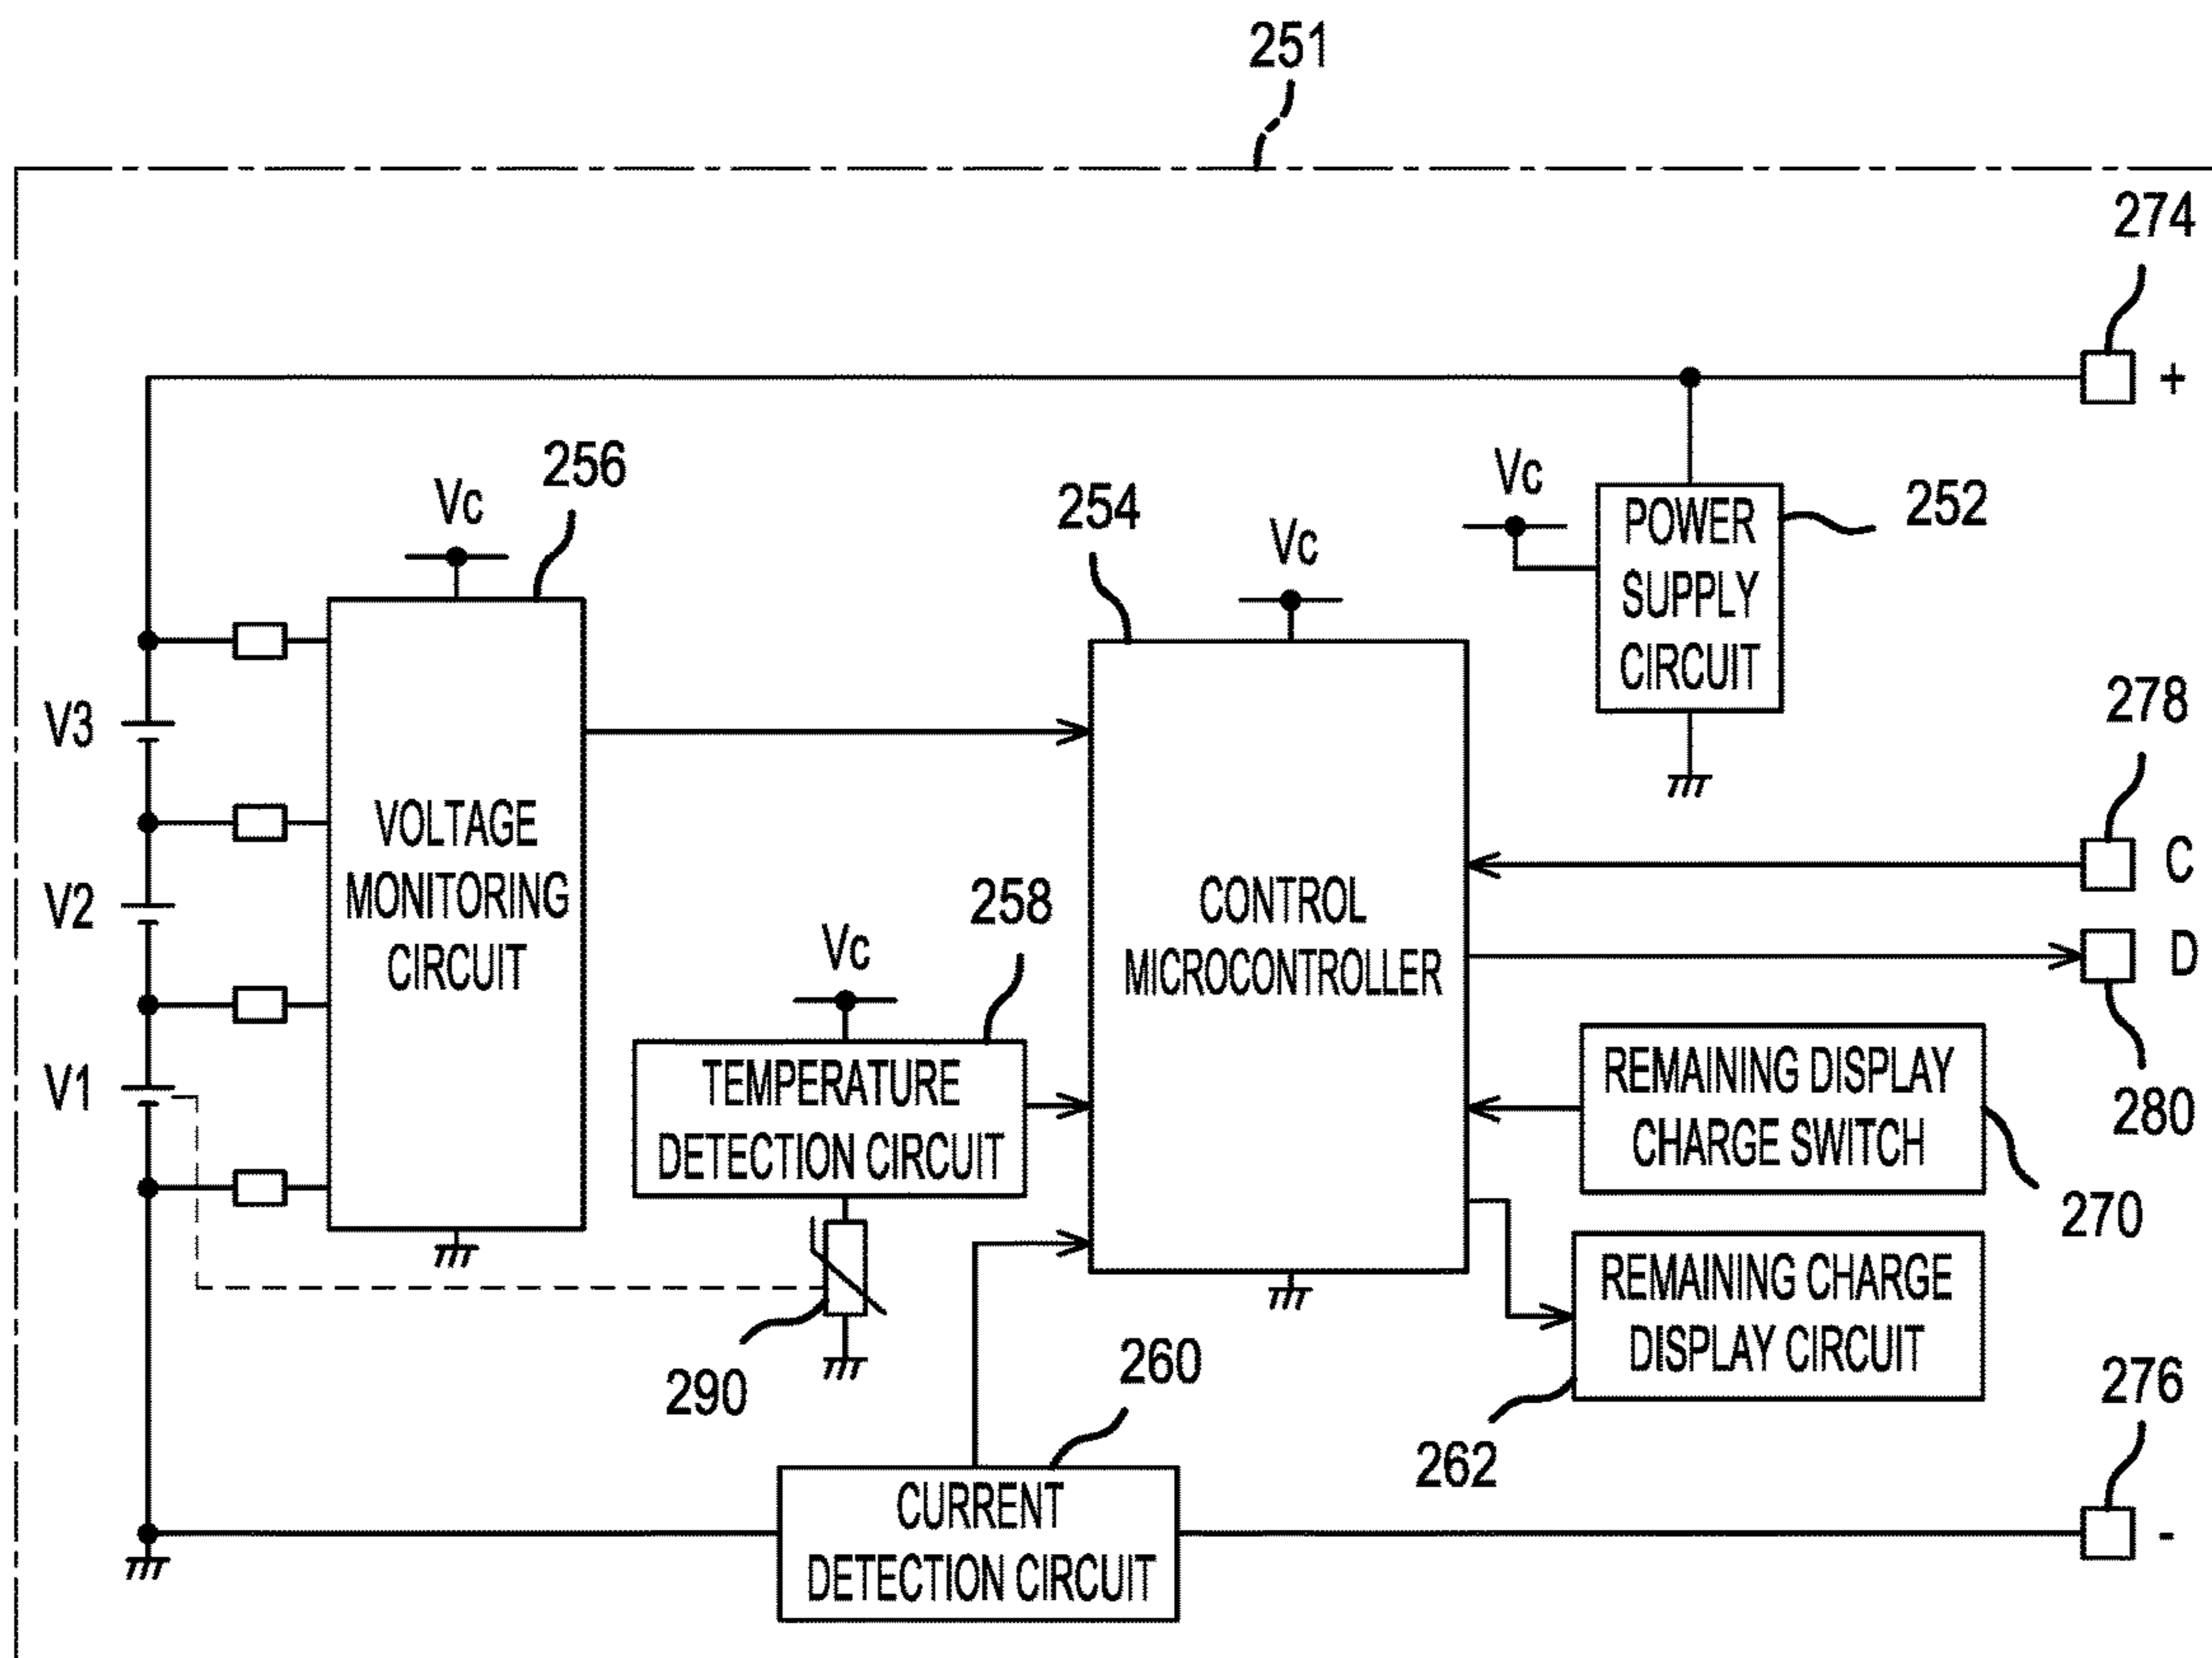 251
274
+
256
Vc
254
Vc
Vc
POWER
SUPPLY
CIRCUIT
252
V3
VOLTAGE
MONITORING
CIRCUIT
278
C
V2
258
CONTROL
MICROCONTROLLER
D
280
Vc
V1
TEMPERATURE
DETECTION CIRCUIT
REMAINING DISPLAY
CHARGE SWITCH
270
290
REMAINING CHARGE
DISPLAY CIRCUIT
262
260
276
CURRENT
DETECTION CIRCUIT
-